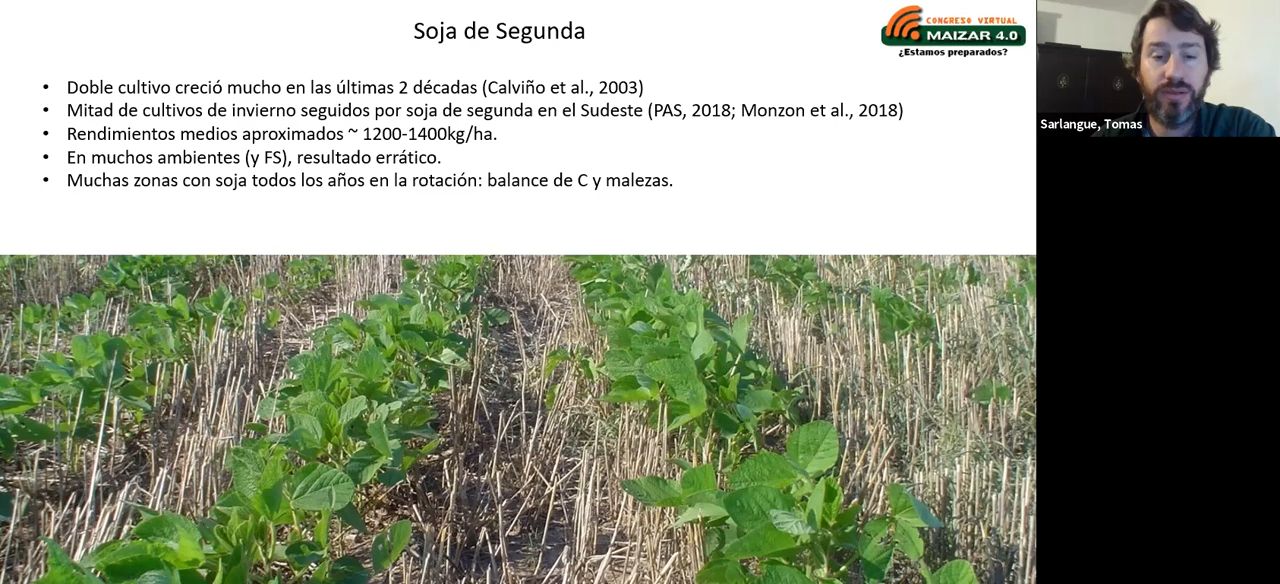 Soja de Segunda
CONGRESO VIRTUAL
MAIZAR 4.0
¿Estamos preparados?
• Doble cultivo creció mucho en las últimas 2 décadas (Calviño et al., 2003)
• Mitad de cultivos de invierno seguidos por soja de segunda en el Sudeste (PAS, 2018; Monzon et al., 2018)
• Rendimientos medios aproximados ~ 1200-1400kg/ha.
• En muchos ambientes (y FS), resultado errático.
• Muchas zonas con soja todos los años en la rotación: balance de C y malezas.
Sarlangue, Tomas